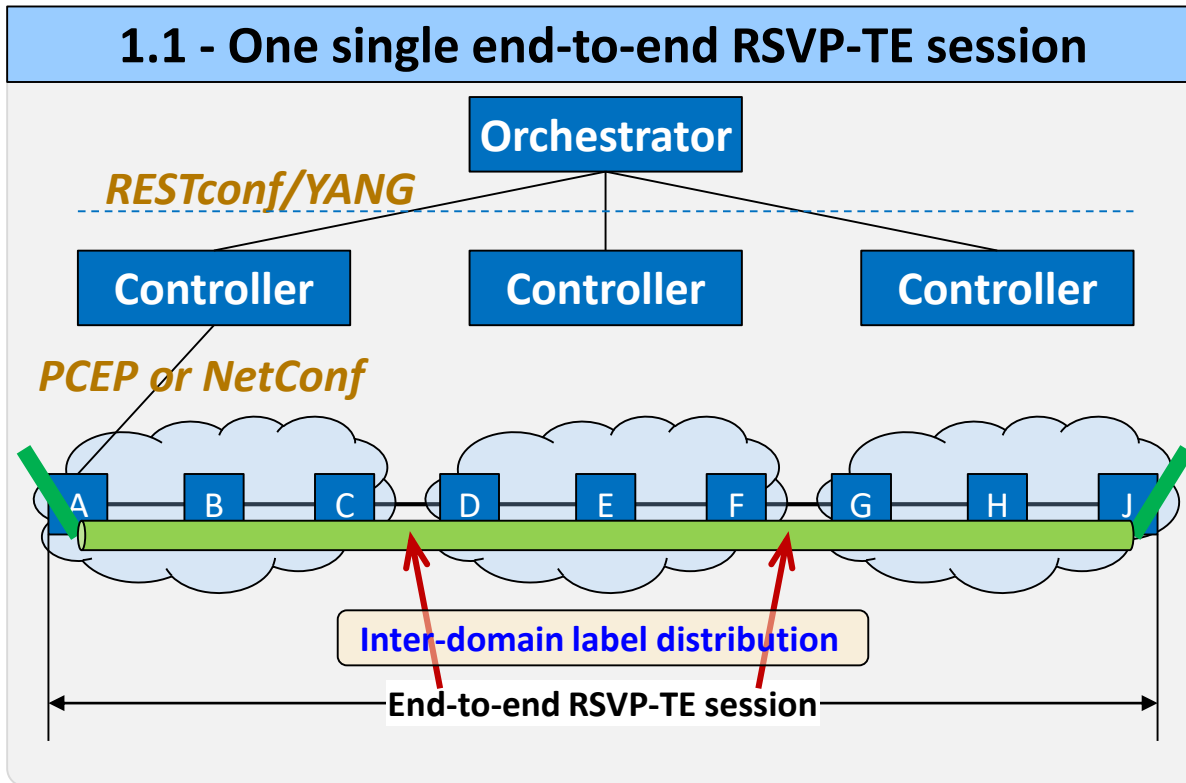 1.1 - One single end-to-end RSVP-TE session
Orchestrator
RESTconf/YANG
Controller Controller Controller
PCEP or NetConf
A B C D E F G H J
Inter-domain label distribution
End-to-end RSVP-TE session